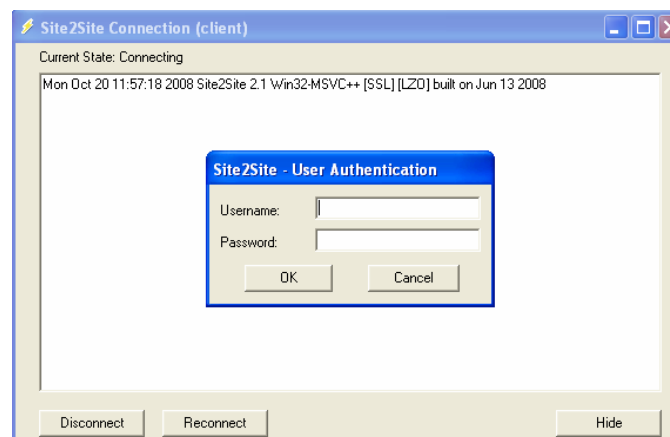 Site2Site Connection (client)
Current State: Connecting
Mon Oct 20 11:57:18 2008 Site2Site 2.1 Win32-MSVC++ [SSL] [LZO] built on Jun 13 2008
Site2Site - User Authentication
Username:
Password:
OK Cancel
Disconnect Reconnect Hide